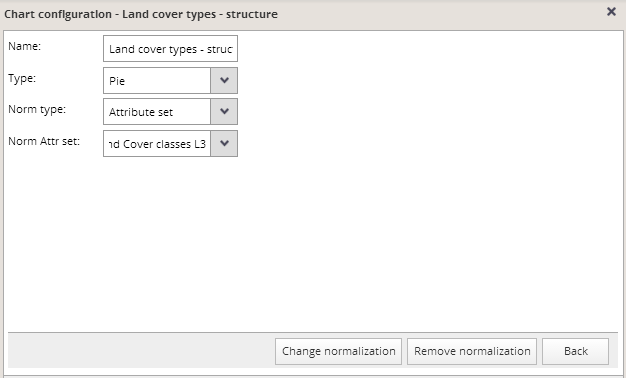 Chart configuration - Land cover types - structure
Name: Land cover types - struc
Type: Pie
Norm type: Attribute set
Norm Attr set: nd Cover classes L3
Change normalization Remove normalization Back